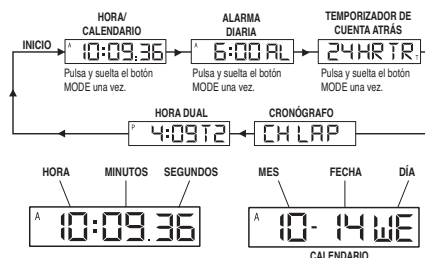 HORA/
CALENDARIO
ALARMA
DIARIA
TEMPORIZADOR DE
CUENTA ATRÁS
INICIO
A 10:09.36
A 6:00 AL
24HR TR T
Pulsa y suelta el botón
MODE una vez.
Pulsa y suelta el botón
MODE una vez.
Pulsa y suelta el botón
MODE una vez.
HORA DUAL
CRONÓGRAFO
P 4:09T2
CH LAP
HORA MINUTOS SEGUNDOS
MES FECHA DÍA
A 10:09.36
A 10-14 WE
CALENDARIO